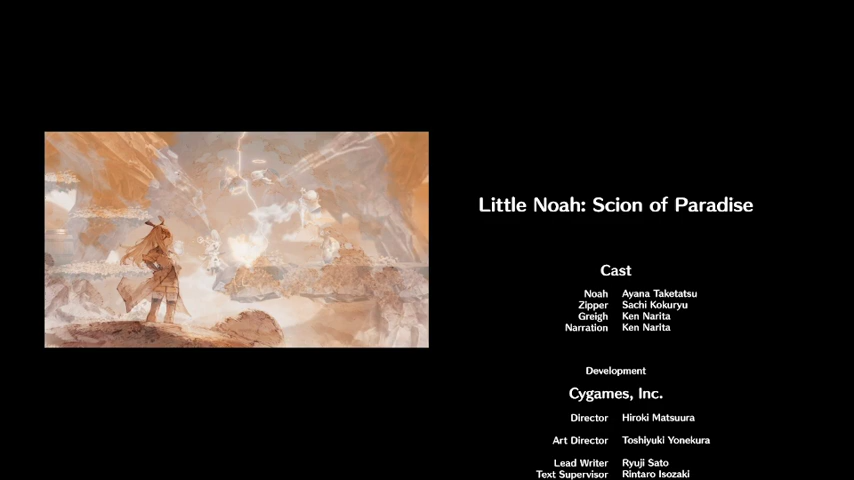 Little Noah: Scion of Paradise
Cast
Noah Ayana Taketatsu
Zipper Sachi Kokuryu
Greigh Ken Narita
Narration Ken Narita
Development
Cygames, Inc.
Director Hiroki Matsuura
Art Director Toshiyuki Yonekura
Lead Writer Ryuji Sato
Text Supervisor Rintaro Isozaki